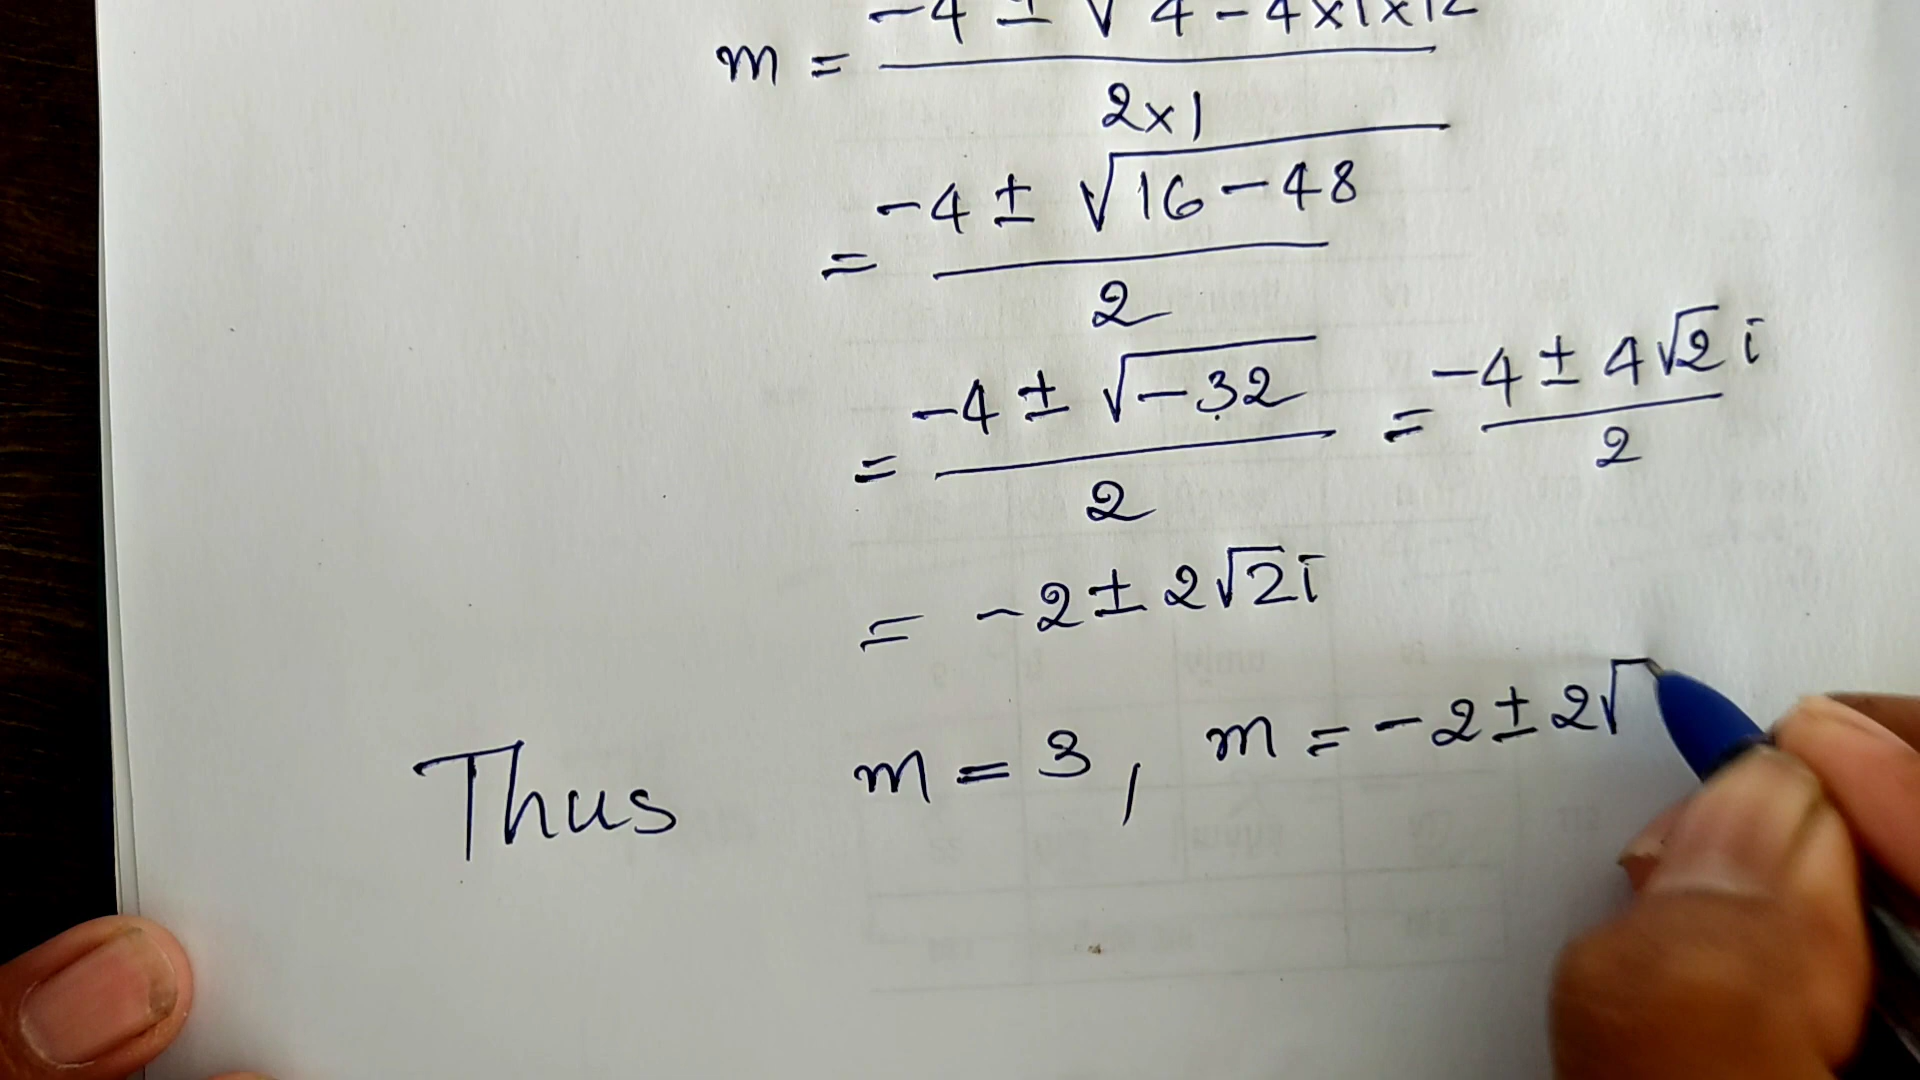 m = (-4 ± √4 - 4×1×12) / (2×1)
= (-4 ± √(16-48)) / 2
= (-4 ± √(-32)) / 2 = (-4 ± 4√2 i) / 2
= -2 ± 2√2 i
Thus m = 3, m = -2 ± 2√